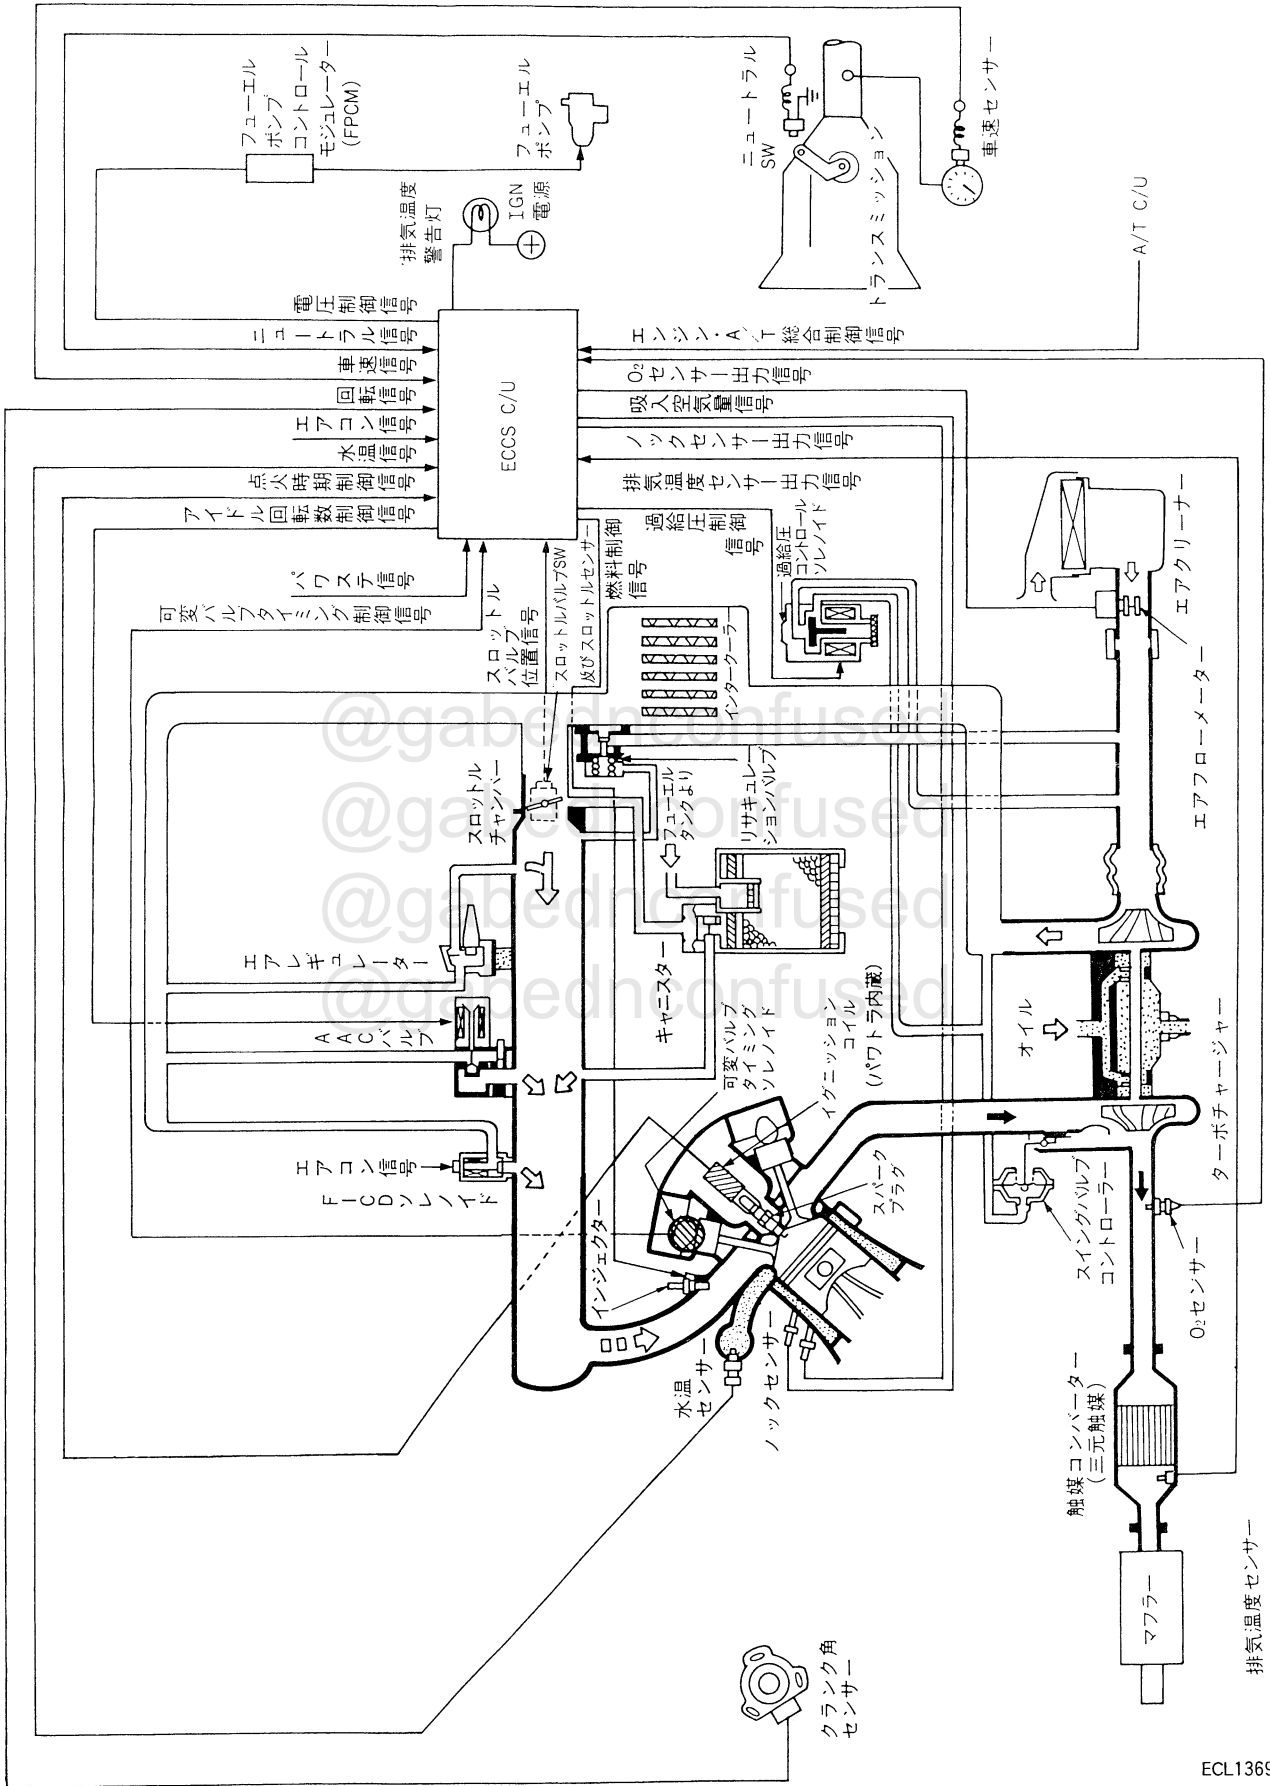 フューエル
ポンプ
コントロール
モジュレーター
(FPCM)
フューエル
ポンプ
排気温度
警告灯
IGN
電源
ニュートラル
SW
トランスミッション
車速センサー
A/T C/U
電圧制御信号
ニュートラル信号
車速信号
回転信号
エアコン信号
水温信号
点火時期制御信号
アイドル回転数制御信号
パワステ信号
可変バルブタイミング制御信号
ECCS C/U
エンジン・A/T総合制御信号
O₂センサー出力信号
吸入空気量信号
ノックセンサー出力信号
排気温度センサー出力信号
過給圧制御
信号
過給圧
コントロール
ソレノイド
燃料制御
信号
スロットル
バルブ
位置信号
スロットルバルブSW
及びスロットルセンサー
インタークーラー
エアクリーナー
エアフローメーター
スロットル
チャンバー
リサキュレー
ションバルブ
フューエル
タンクより
キャニスター
エアレギュレーター
AACバルブ
エアコン信号
FICDソレノイド
可変バルブ
タイミング
ソレノイド
イグニッション
コイル
(パワトラ内蔵)
オイル
ターボチャージャー
スパーク
プラグ
インジェクター
スイングバルブ
コントローラー
O₂センサー
水温
センサー
ノックセンサー
触媒コンバーター
(三元触媒)
マフラー
排気温度センサー
クランク角
センサー
ECL1369
@gabednconfused
@gabednconfused
@gabednconfused
@gabednconfused